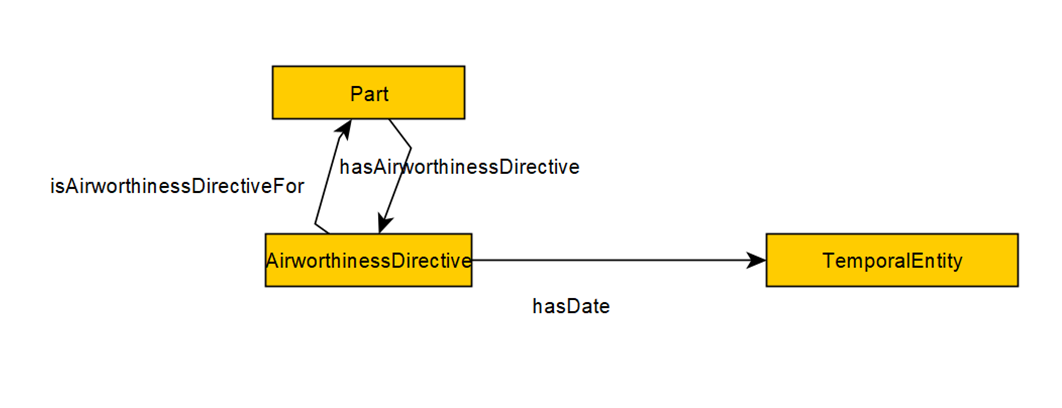 Part
hasAirworthinessDirective
isAirworthinessDirectiveFor
AirworthinessDirective
TemporalEntity
hasDate